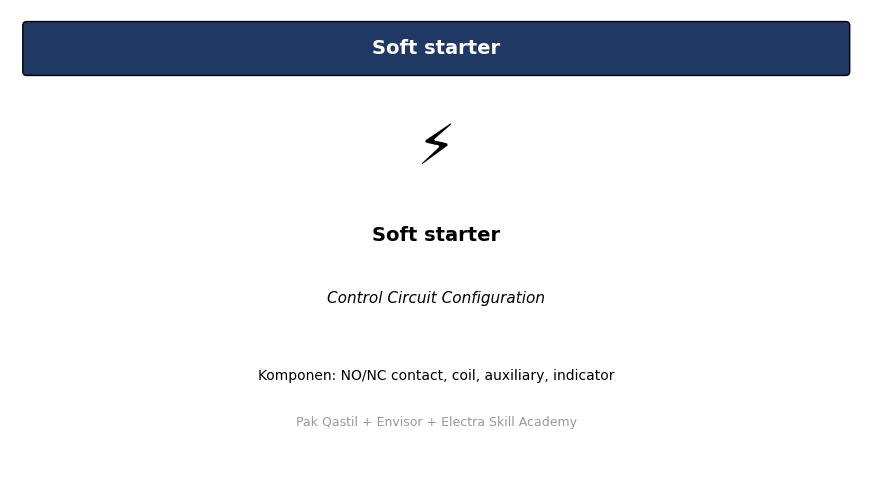 Soft starter
⚡
Soft starter
Control Circuit Configuration
Komponen: NO/NC contact, coil, auxiliary, indicator
Pak Qastil + Envisor + Electra Skill Academy